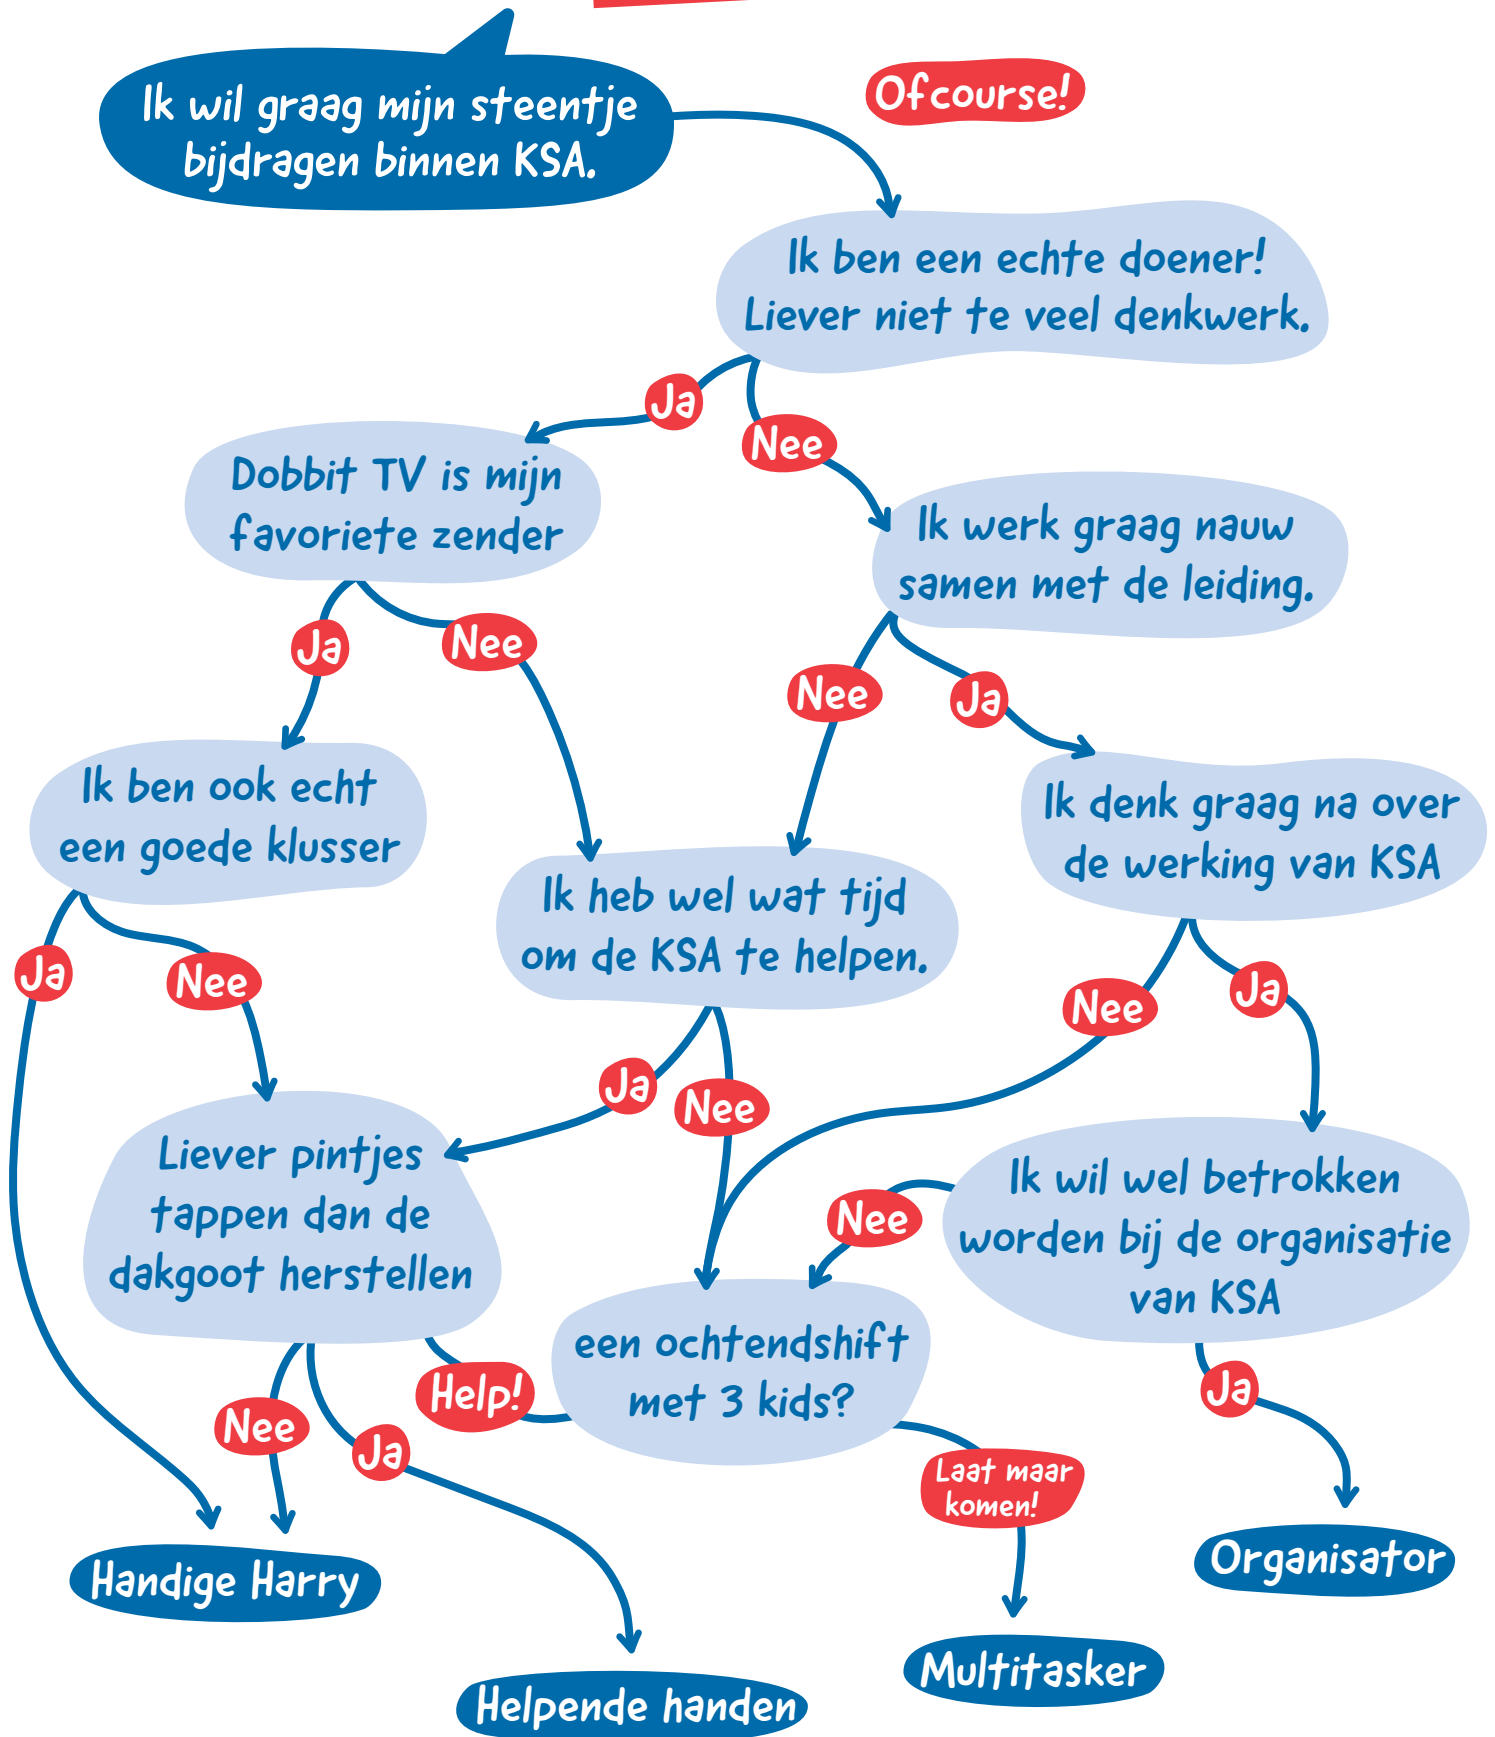 Ik wil graag mijn steentje
bijdragen binnen KSA.
Ofcourse!
Ik ben een echte doener!
Liever niet te veel denkwerk.
Ja
Nee
Dobbit TV is mijn
favoriete zender
Ik werk graag nauw
samen met de leiding.
Ja
Nee
Nee
Ja
Ik ben ook echt
een goede klusser
Ik denk graag na over
de werking van KSA
Ik heb wel wat tijd
om de KSA te helpen.
Ja
Nee
Nee
Ja
Ja
Nee
Liever pintjes
tappen dan de
dakgoot herstellen
Ik wil wel betrokken
worden bij de organisatie
van KSA
Nee
een ochtendshift
met 3 kids?
Help!
Nee
Ja
Ja
Laat maar
komen!
Handige Harry
Organisator
Multitasker
Helpende handen